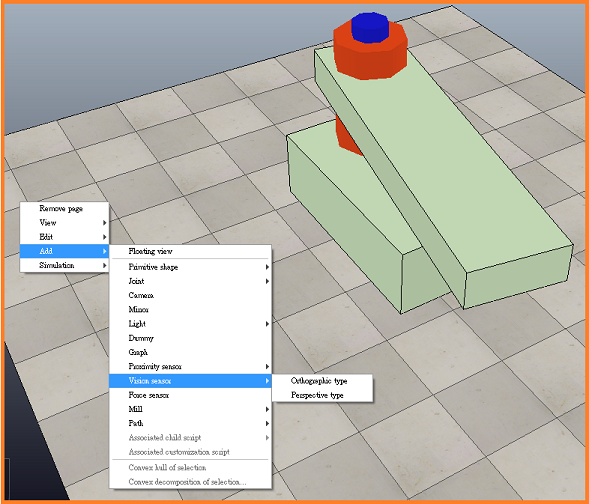 Remove page
View
Edit
Add
Simulation
Floating view
Primitive shape
Joint
Camera
Mirror
Light
Dummy
Graph
Proximity sensor
Vision sensor
Force sensor
Mill
Path
Associated child script
Associated customization script
Convex hull of selection
Convex decomposition of selection...
Orthographic type
Perspective type